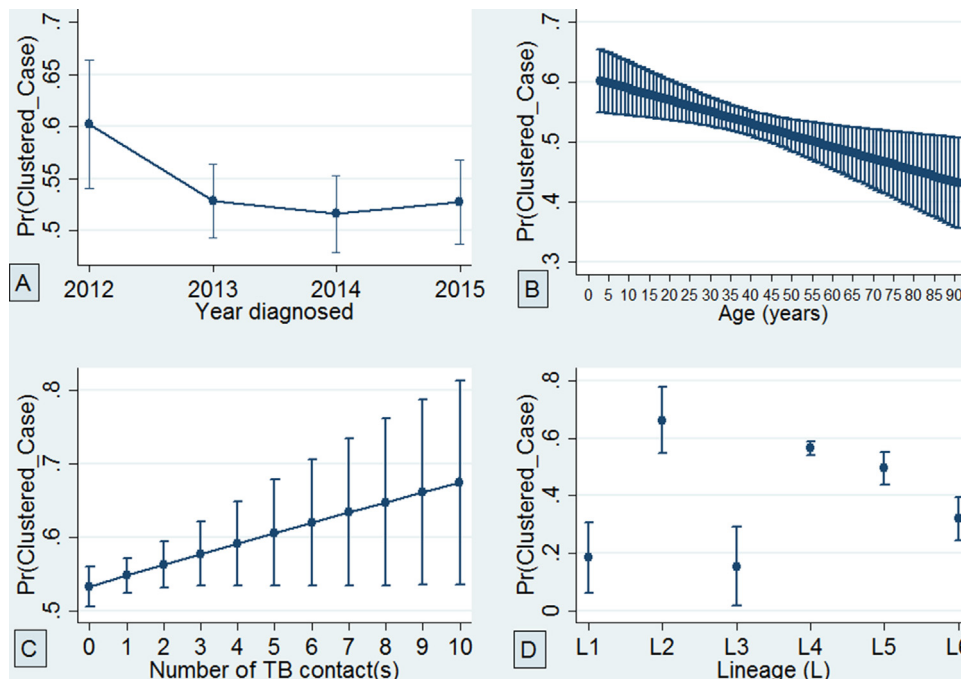 Pr(Clustered_Case)
.7
.65
.6
.55
.5
A
2012 2013 2014 2015
Year diagnosed
Pr(Clustered_Case)
.7
.6
.5
.4
.3
B
0 5 10 15 20 25 30 35 40 45 50 55 60 65 70 75 80 85 90
Age (years)
Pr(Clustered_Case)
.8
.7
.6
.5
C
0 1 2 3 4 5 6 7 8 9 10
Number of TB contact(s)
Pr(Clustered_Case)
.8
.6
.4
.2
0
D
L1 L2 L3 L4 L5 L6
Lineage (L)